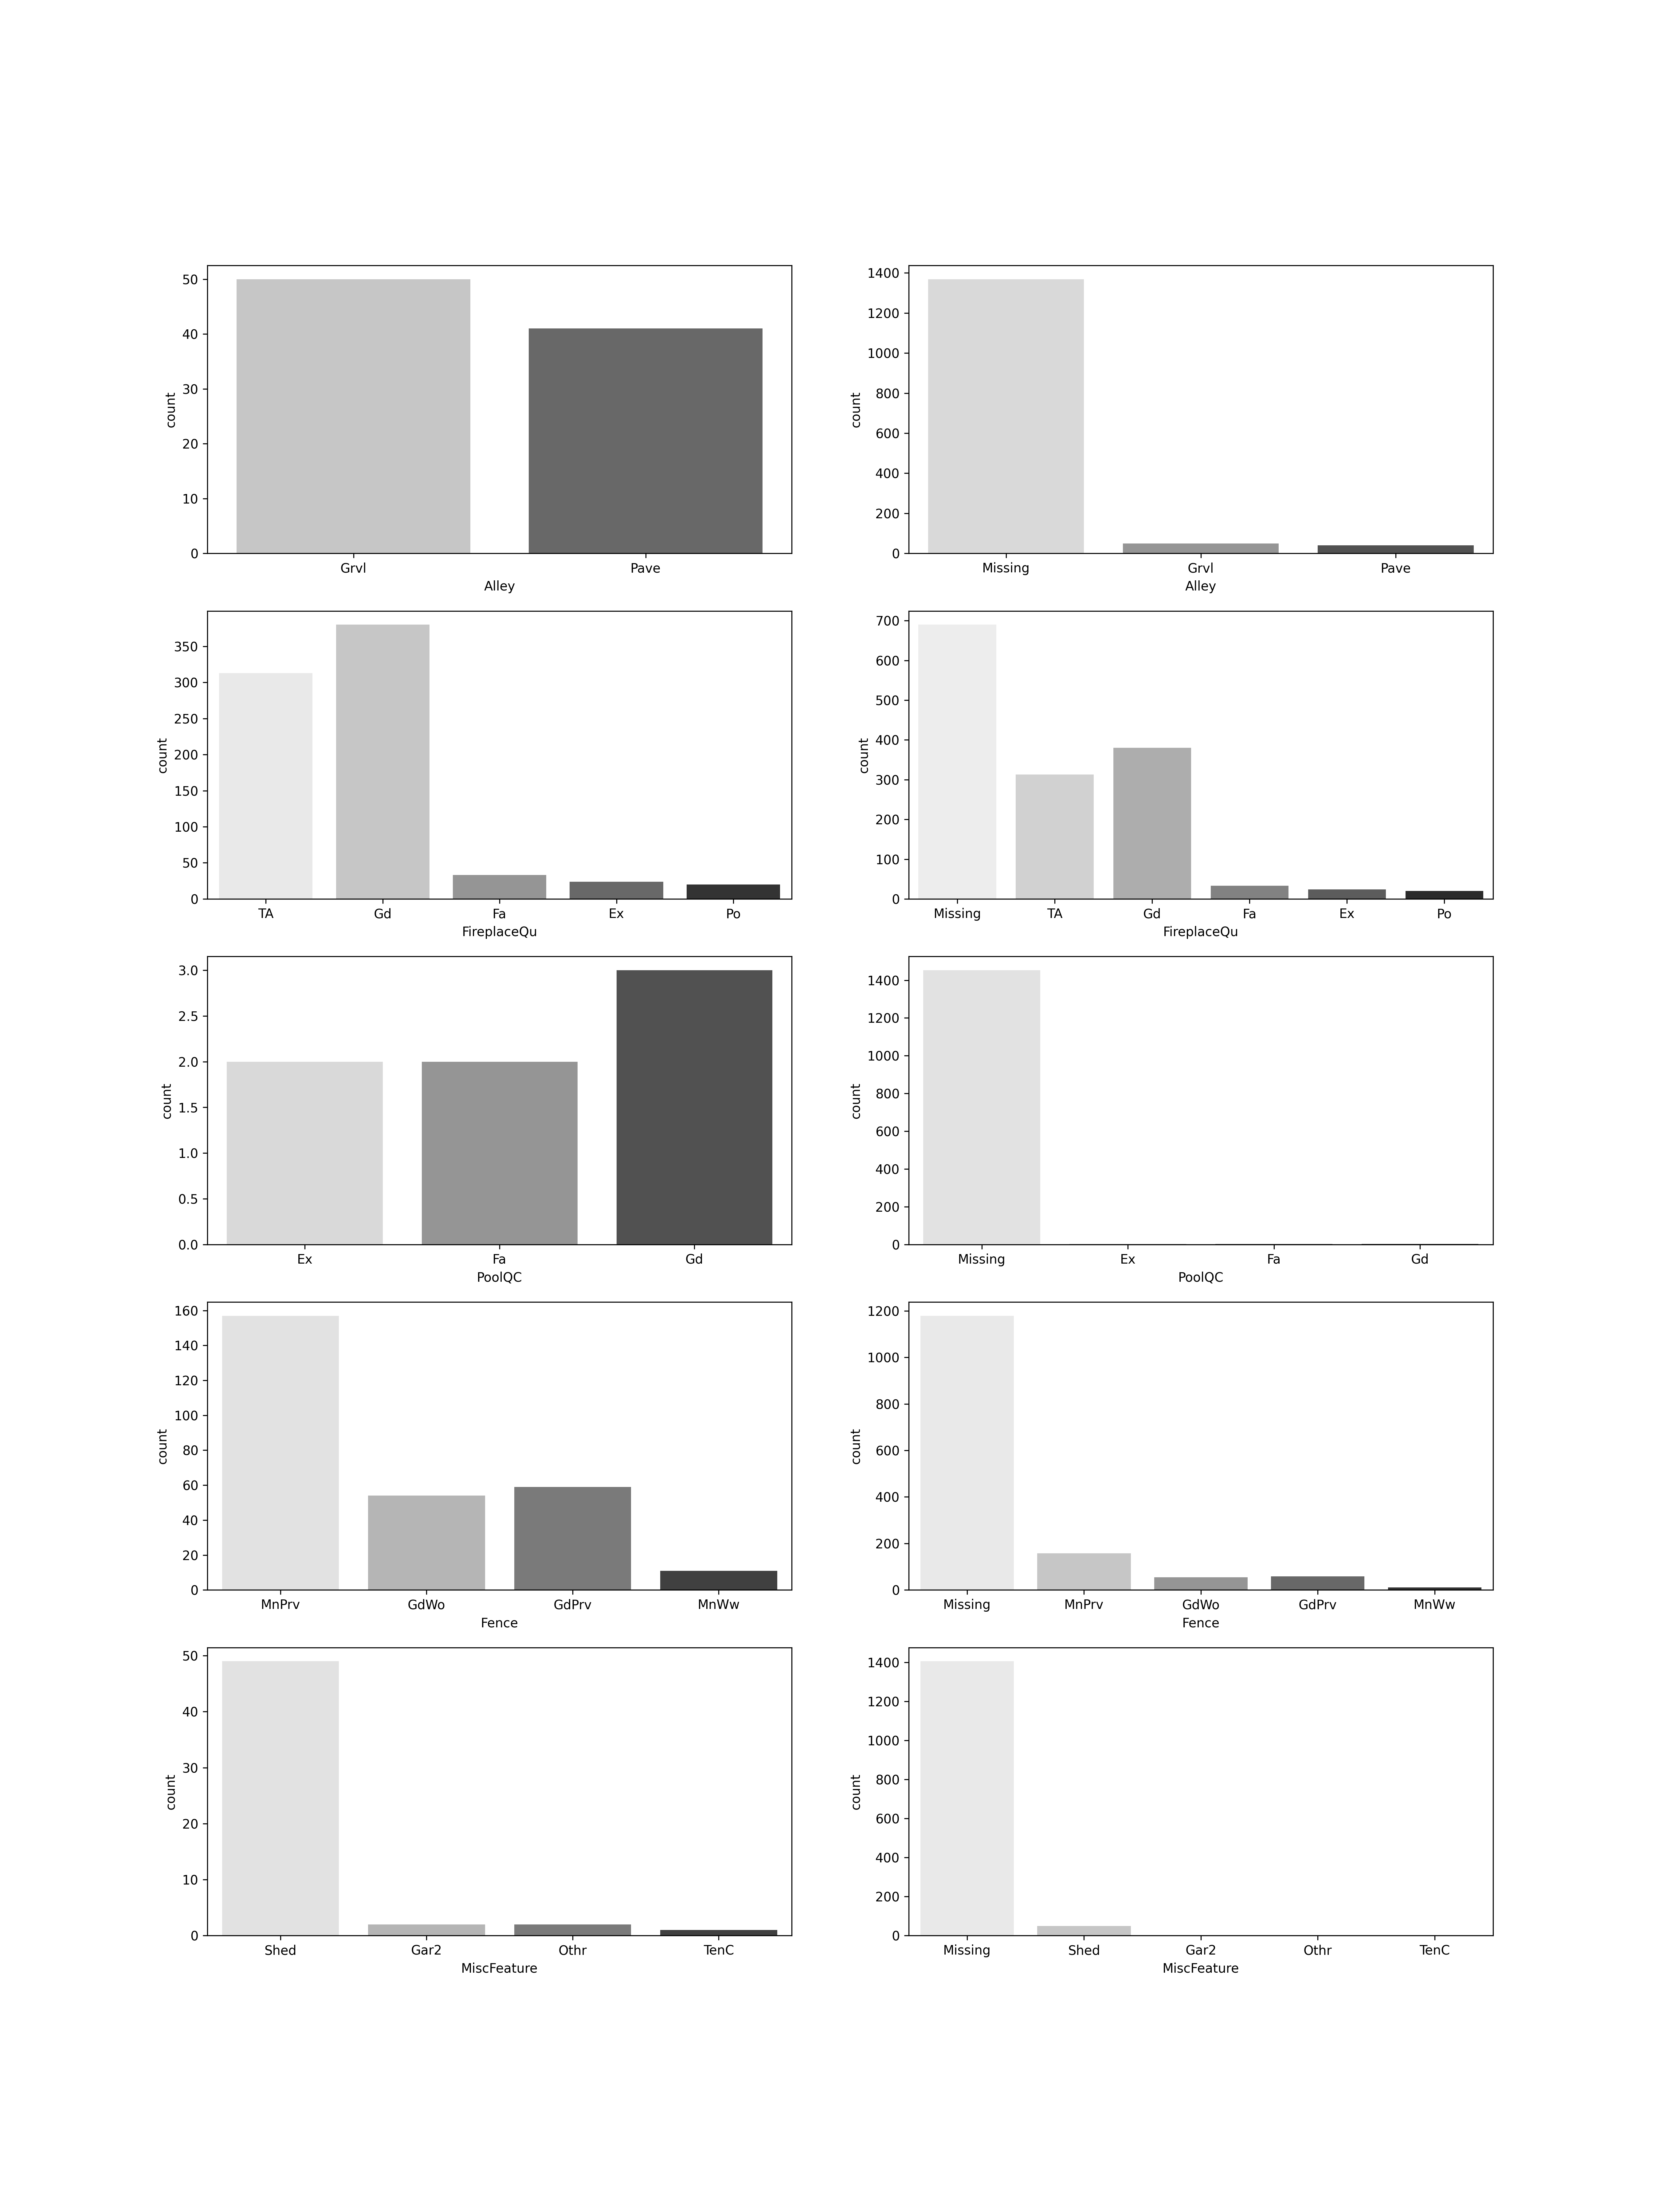 50
40
30
20
10
0
count
Grvl
Pave
Alley
1400
1200
1000
800
600
400
200
0
count
Missing
Grvl
Pave
Alley
350
300
250
200
150
100
50
0
count
TA
Gd
Fa
Ex
Po
FireplaceQu
700
600
500
400
300
200
100
0
count
Missing
TA
Gd
Fa
Ex
Po
FireplaceQu
3.0
2.5
2.0
1.5
1.0
0.5
0.0
count
Ex
Fa
Gd
PoolQC
1400
1200
1000
800
600
400
200
0
count
Missing
Ex
Fa
Gd
PoolQC
160
140
120
100
80
60
40
20
0
count
MnPrv
GdWo
GdPrv
MnWw
Fence
1200
1000
800
600
400
200
0
count
Missing
MnPrv
GdWo
GdPrv
MnWw
Fence
50
40
30
20
10
0
count
Shed
Gar2
Othr
TenC
MiscFeature
1400
1200
1000
800
600
400
200
0
count
Missing
Shed
Gar2
Othr
TenC
MiscFeature